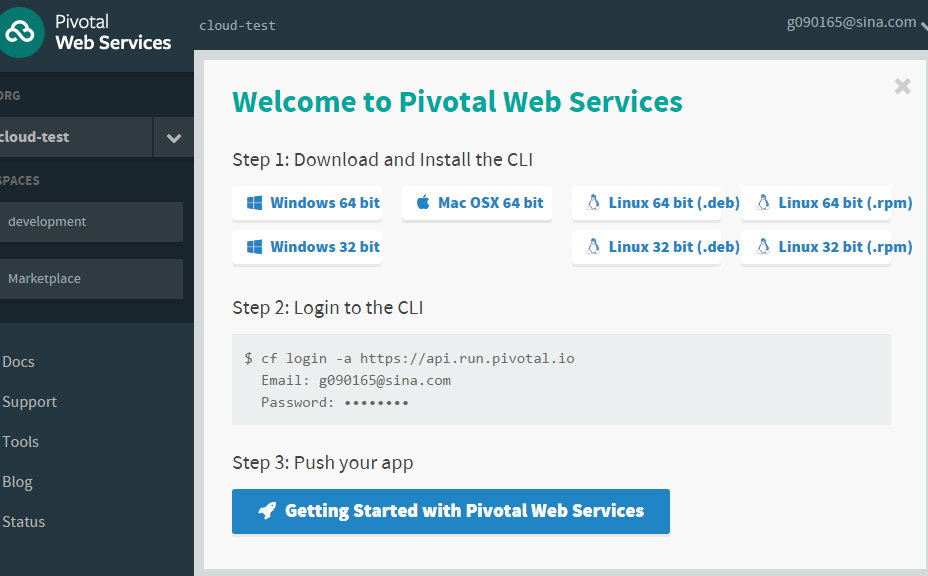 Pivotal
Web Services
cloud-test
g090165@sina.com
ORG
cloud-test
SPACES
development
Marketplace
Docs
Support
Tools
Blog
Status
Welcome to Pivotal Web Services
Step 1: Download and Install the CLI
Windows 64 bit
Mac OSX 64 bit
Linux 64 bit (.deb)
Linux 64 bit (.rpm)
Windows 32 bit
Linux 32 bit (.deb)
Linux 32 bit (.rpm)
Step 2: Login to the CLI
$ cf login -a https://api.run.pivotal.io
Email: g090165@sina.com
Password: ••••••••
Step 3: Push your app
Getting Started with Pivotal Web Services